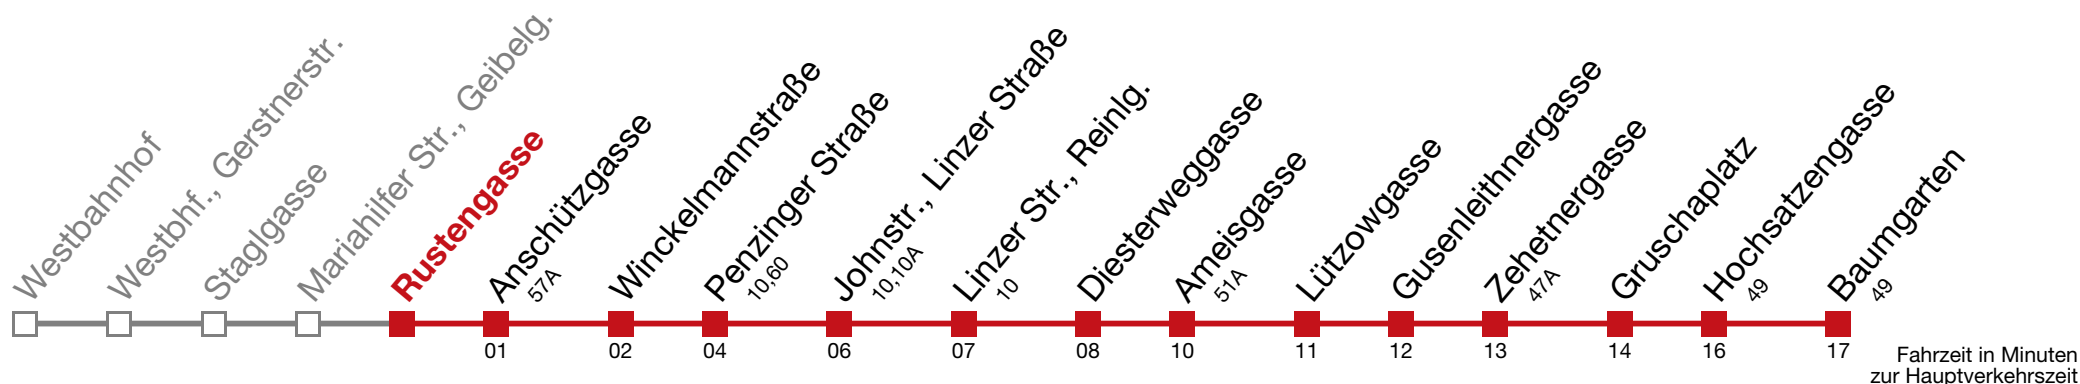 Westbahnhof
Westbhf., Gerstnerstr.
Staglgasse
Mariahilfer Str., Geibelg.
Rustengasse
Anschützgasse
57A
Winckelmannstraße
Penzinger Straße
10,60
Johnstr., Linzer Straße
10,10A
Linzer Str., Reinlg.
10
Diesterweggasse
Ameisgasse
51A
Lützowgasse
Gusenleithnergasse
Zehetnergasse
47A
Gruschaplatz
Hochsatzengasse
49
Baumgarten
49
01 02 04 06 07 08 10 11 12 13 14 16 17
Fahrzeit in Minuten
zur Hauptverkehrszeit